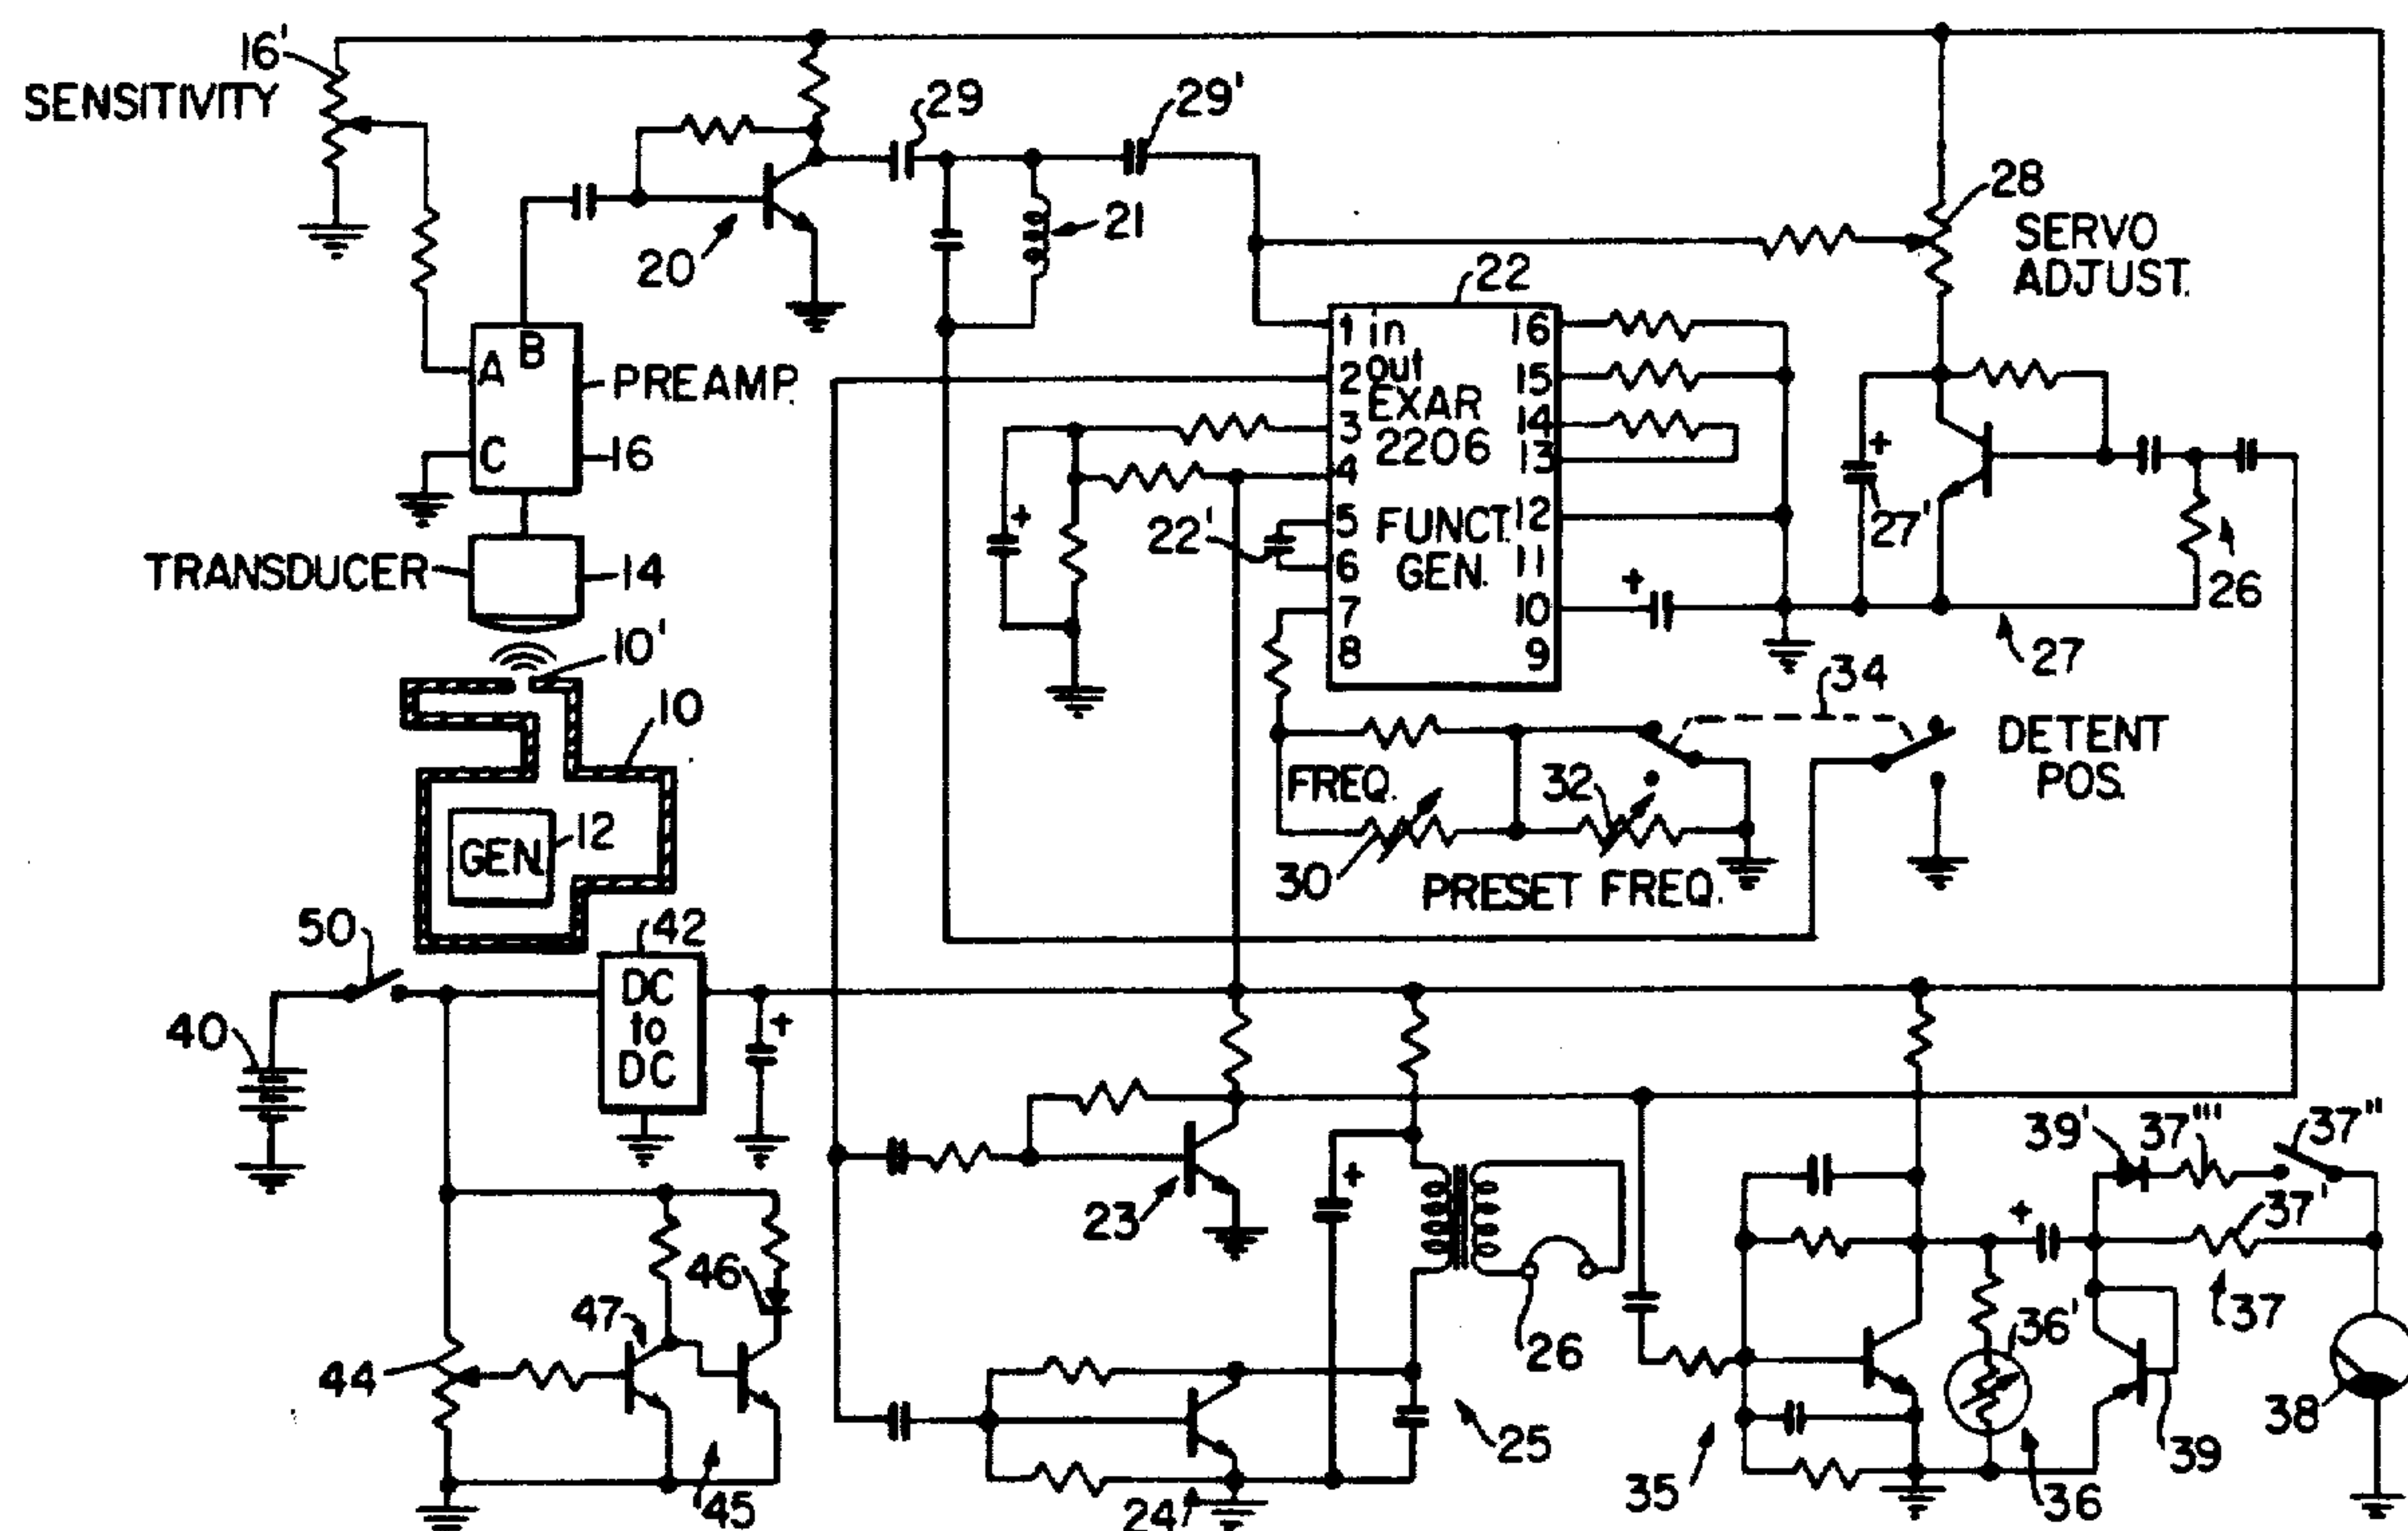 16'
SENSITIVITY
29
29'
28
SERVO
ADJUST.
20
21
22
A
B
C
PREAMP.
16
1 in
2 out
3
4
5
6
7
8
EXAR
2206
FUNCT.
GEN.
16
15
14
13
12
11
10
9
22'
+
+
+
27'
26
27
TRANSDUCER
14
10'
10
GEN.
12
34
DETENT
POS.
FREQ.
32
30
PRESET FREQ.
50
42
DC
to
DC
40
+
23
+
26
25
24
44
46
47
45
35
+
36'
36
39'
37'''
37''
37'
37
38
39